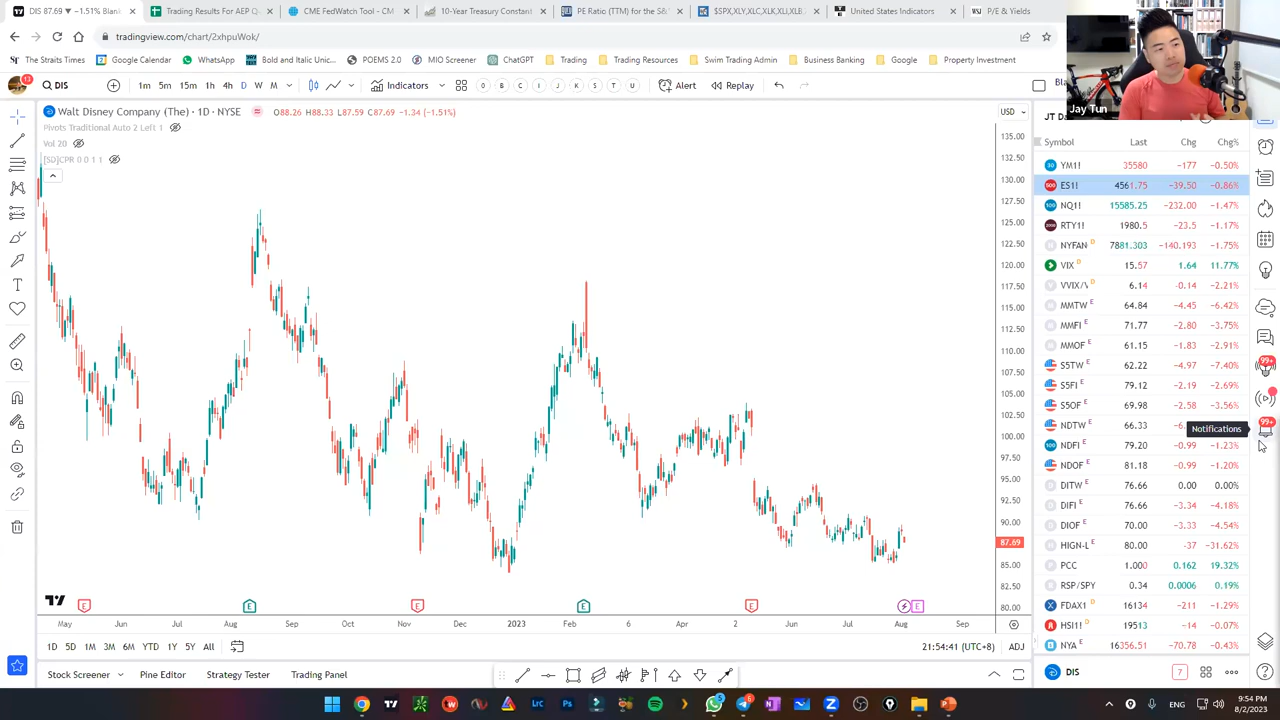 DIS 87.69 ▼ −1.51% Blank
Trading Results For AEP Q
CME FedWatch Tool - CM
10 Year Treasury Constant
PE Ratio (TTM) for the S&
SPX,XLY,XLC,XLK,XLI,XLB
United States Industry
P/E & Yields
tradingview.com/chart/2xhpuWok/
The Straits Times
Google Calendar
WhatsApp
Bold and Italic Unic...
PIEMS 2.0
MIO Screener
ChatGPT
Trading
Trading Resources
Swim Trading Admin
Business Banking
Google
Property Investment
13
DIS
1m
5m
15m
1h
4h
D
W
M
Indicators
O
B
C
I
J
K
S
T
U
Alert
Replay
Jay Tun
Walt Disney Company (The) · 1D · NYSE
O88.26 H88.33 L87.59
−1.34 (−1.51%)
USD
Pivots Traditional Auto 2 Left 1
Vol 20
[SD]CPR 0 0 1 1
135.00
132.50
130.00
127.50
125.00
122.50
120.00
117.50
115.00
112.50
110.00
107.50
105.00
102.50
100.00
97.50
95.00
92.50
90.00
87.69
85.00
82.50
80.00
E
E
E
E
E
E
May
Jun
Jul
Aug
Sep
Oct
Nov
Dec
2023
Feb
6
Apr
2
Jun
Jul
Aug
Sep
1D
5D
1M
3M
6M
YTD
1Y
5Y
All
21:54:41 (UTC+8)
ADJ
Stock Screener
Pine Editor
Strategy Tester
Trading Panel
Symbol Last Chg Chg%
YM1! 35580 −177 −0.50%
ES1! 4561.75 −39.50 −0.86%
NQ1! 15585.25 −232.00 −1.47%
RTY1! 1980.5 −23.5 −1.17%
NYFAN D 7881.303 −140.193 −1.75%
VIX D 15.57 1.64 11.77%
VVIX/V D 6.14 −0.14 −2.21%
MMTW E 64.84 −4.45 −6.42%
MMFI E 71.77 −2.80 −3.75%
MMOF E 61.15 −1.83 −2.91%
S5TW E 62.22 −4.97 −7.40%
S5FI E 79.12 −2.19 −2.69%
S5OF E 69.98 −2.58 −3.56%
NDTW E 66.33
Notifications
NDFI E 79.20 −0.99 −1.23%
NDOF E 81.18 −0.99 −1.20%
DITW E 76.66 0.00 0.00%
DIFI E 76.66 −3.34 −4.18%
DIOF E 70.00 −3.33 −4.54%
HIGN-L E 80.00 −37 −31.62%
PCC 1.000 0.162 19.32%
RSP/SPY 0.34 0.0006 0.19%
FDAX1 D 16134 −211 −1.29%
HSI1! D 19513 −14 −0.07%
NYA E 16356.51 −70.78 −0.43%
99+
99+
DIS
7
ENG
9:54 PM
8/2/2023